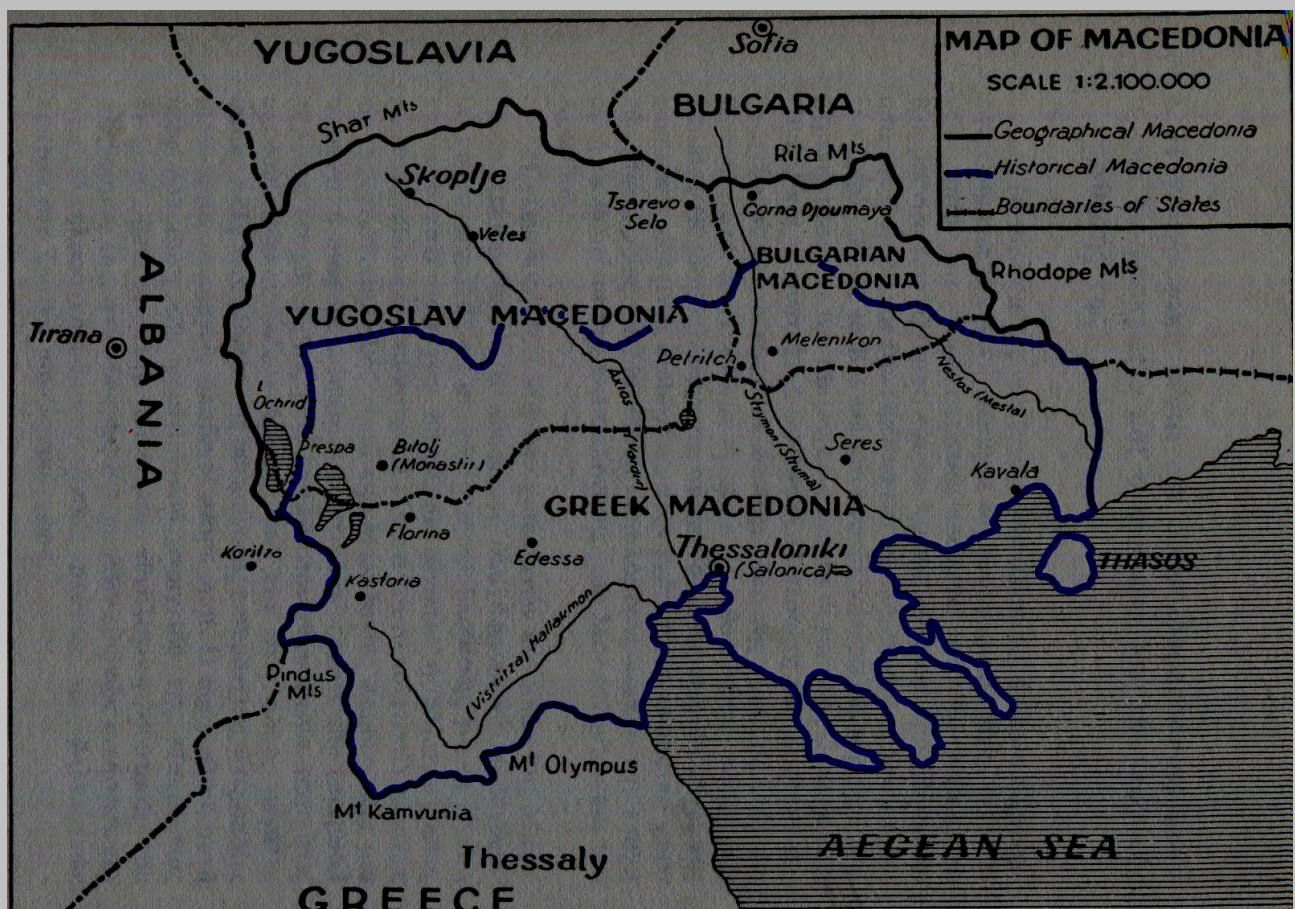 YUGOSLAVIA
Sofia
MAP OF MACEDONIA
SCALE 1:2.100.000
Geographical Macedonia
Historical Macedonia
Boundaries of States
BULGARIA
Shar Mts
Rila Mts
Skoplje
Tsarevo
Selo
Gorna Djoumaya
Veles
BULGARIAN
MACEDONIA
Rhodope Mts
ALBANIA
YUGOSLAV MACEDONIA
Tirana
Melenikon
Petritch
Nestos (Mesta)
Axios
(Vardar)
Strymon (Struma)
Ochrid
Prespa
Bitolj
(Monastir)
Seres
Kavala
GREEK MACEDONIA
Florina
Edessa
Thessaloniki
(Salonica)
THASOS
Koritza
Kastoria
(Vistritza) Haliakmon
Pindus
Mts
Mt Olympus
Mt Kamvunia
AEGEAN SEA
Thessaly
GREECE